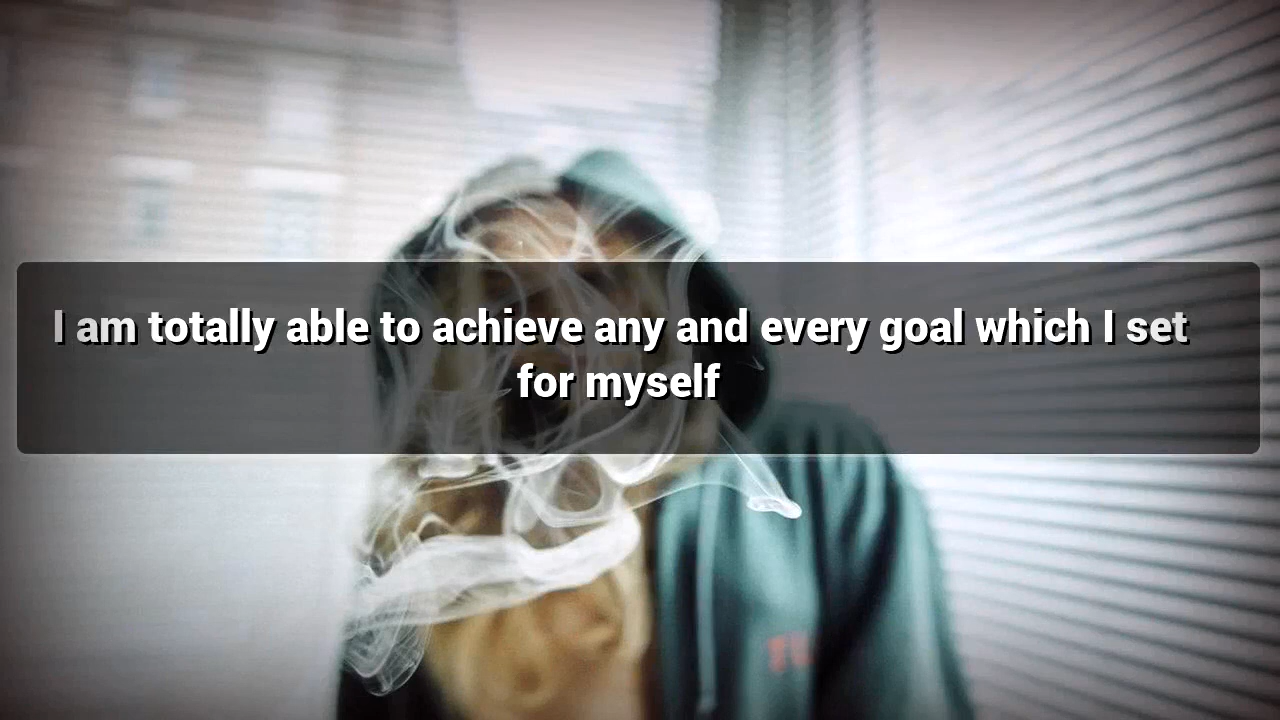 I am totally able to achieve any and every goal which I set
for myself